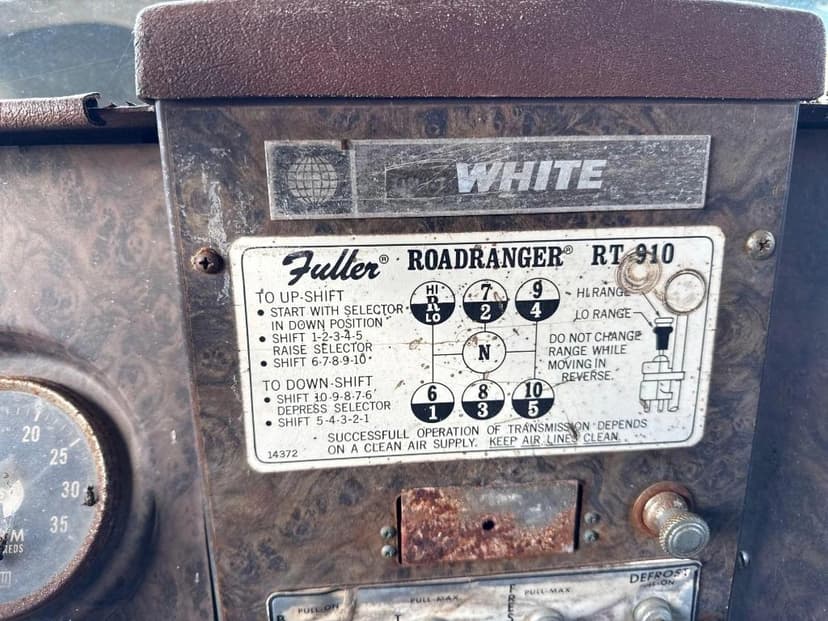 WHITE
Fuller® ROADRANGER® RT 910
TO UP-SHIFT
• START WITH SELECTOR
IN DOWN POSITION
• SHIFT 1-2-3-4-5
RAISE SELECTOR
• SHIFT 6-7-8-9-10
TO DOWN-SHIFT
• SHIFT 10-9-8-7-6
DEPRESS SELECTOR
• SHIFT 5-4-3-2-1
HI
R
LO
7
2
9
4
N
6
1
8
3
10
5
HI RANGE
LO RANGE
DO NOT CHANGE
RANGE WHILE
MOVING IN
REVERSE.
SUCCESSFULL OPERATION OF TRANSMISSION DEPENDS
ON A CLEAN AIR SUPPLY. KEEP AIR LINES CLEAN.
14372
20
25
30
35
PULL-ON
PULL-MAX
PULL-MAX
DEFROST